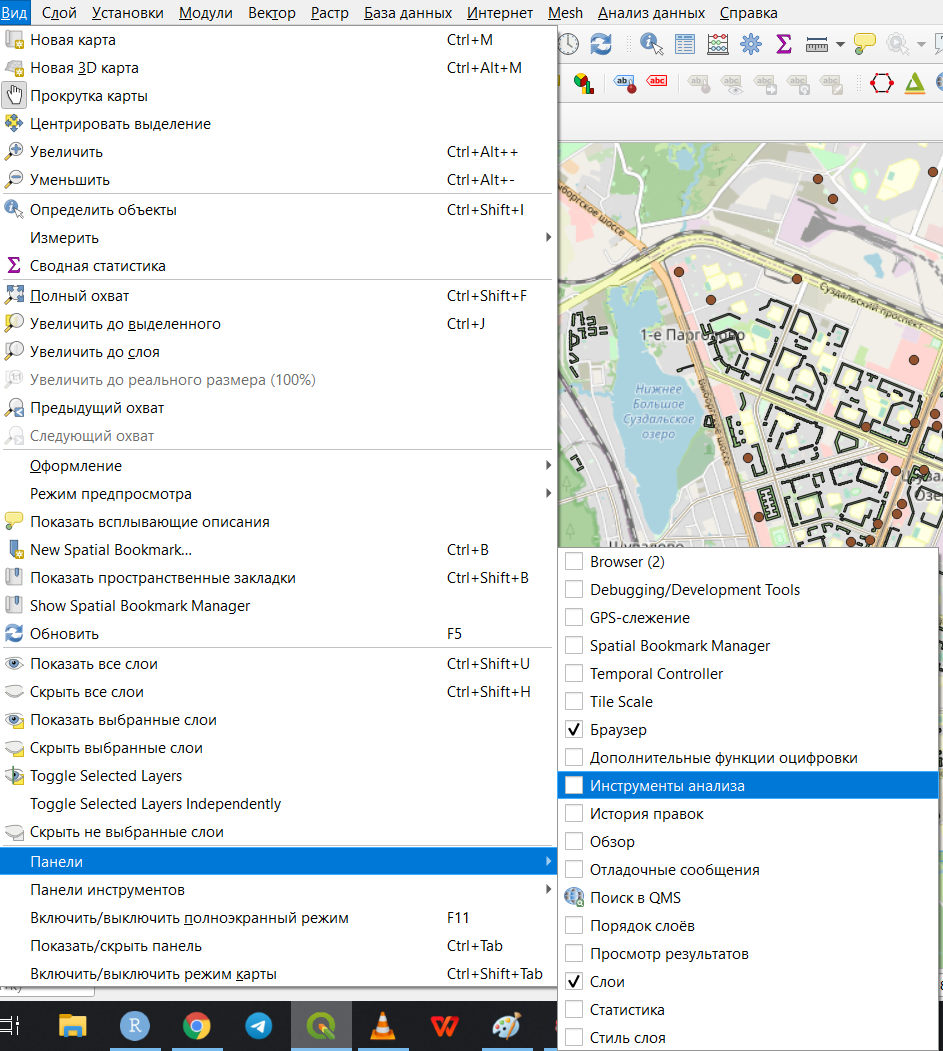 Вид Слой Установки Модули Вектор Растр База данных Интернет Mesh Анализ данных Справка
Новая карта Ctrl+M
Новая 3D карта Ctrl+Alt+M
Прокрутка карты
Центрировать выделение
Увеличить Ctrl+Alt++
Уменьшить Ctrl+Alt+-
Определить объекты Ctrl+Shift+I
Измерить
Сводная статистика
Полный охват Ctrl+Shift+F
Увеличить до выделенного Ctrl+J
Увеличить до слоя
Увеличить до реального размера (100%)
Предыдущий охват
Следующий охват
Оформление
Режим предпросмотра
Показать всплывающие описания
New Spatial Bookmark... Ctrl+B
Показать пространственные закладки Ctrl+Shift+B
Show Spatial Bookmark Manager
Обновить F5
Показать все слои Ctrl+Shift+U
Скрыть все слои Ctrl+Shift+H
Показать выбранные слои
Скрыть выбранные слои
Toggle Selected Layers
Toggle Selected Layers Independently
Скрыть не выбранные слои
Панели
Панели инструментов
Включить/выключить полноэкранный режим F11
Показать/скрыть панель Ctrl+Tab
Включить/выключить режим карты Ctrl+Shift+Tab
abc
abc
Суздальский проспект
1-е Парголово
Нижнее
Большое
Суздальское
озеро
Выборгское шоссе
Browser (2)
Debugging/Development Tools
GPS-слежение
Spatial Bookmark Manager
Temporal Controller
Tile Scale
Браузер
Дополнительные функции оцифровки
Инструменты анализа
История правок
Обзор
Отладочные сообщения
Поиск в QMS
Порядок слоёв
Просмотр результатов
Слои
Статистика
Стиль слоя